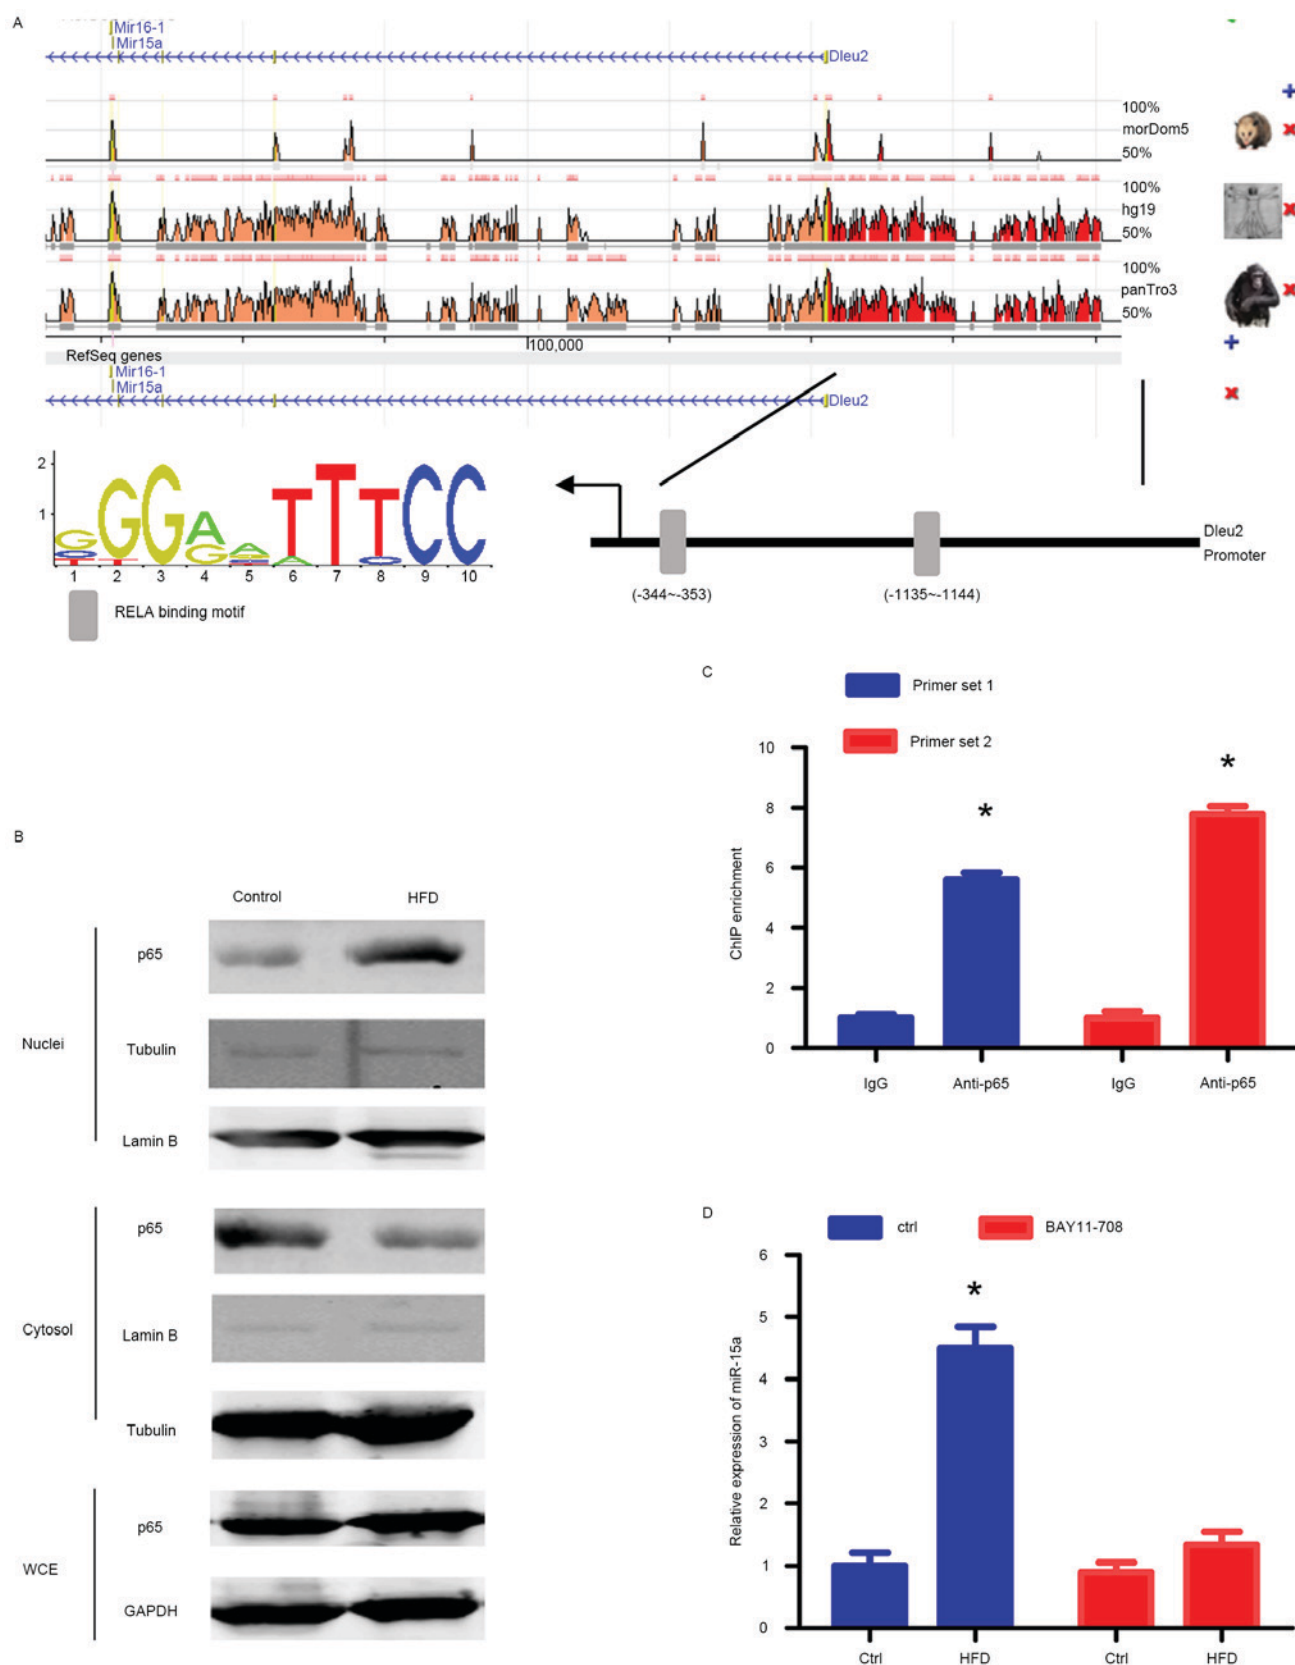 A
Mir16-1
Mir15a
Dleu2
100%
morDom5
50%
100%
hg19
50%
100%
panTro3
50%
100,000
RefSeq genes
Mir16-1
Mir15a
Dleu2
2
1
GGGAATTTCC
1 2 3 4 5 6 7 8 9 10
RELA binding motif
Dleu2
Promoter
(-344~-353)
(-1135~-1144)
B
Control HFD
Nuclei
p65
Tubulin
Lamin B
Cytosol
p65
Lamin B
Tubulin
WCE
p65
GAPDH
C
Primer set 1
Primer set 2
ChIP enrichment
10
8
6
4
2
0
*
*
IgG Anti-p65 IgG Anti-p65
D
ctrl BAY11-708
Relative expression of miR-15a
6
5
4
3
2
1
0
*
Ctrl HFD Ctrl HFD